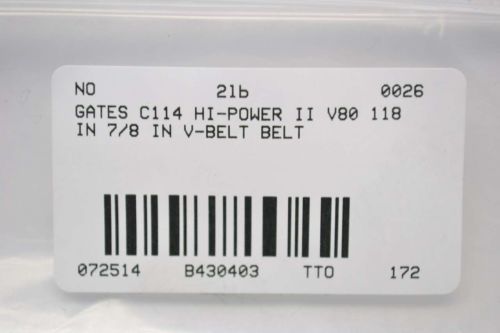 NO 2lb 0026
GATES C114 HI-POWER II V80 118
IN 7/8 IN V-BELT BELT
072514 B430403 TTO 172